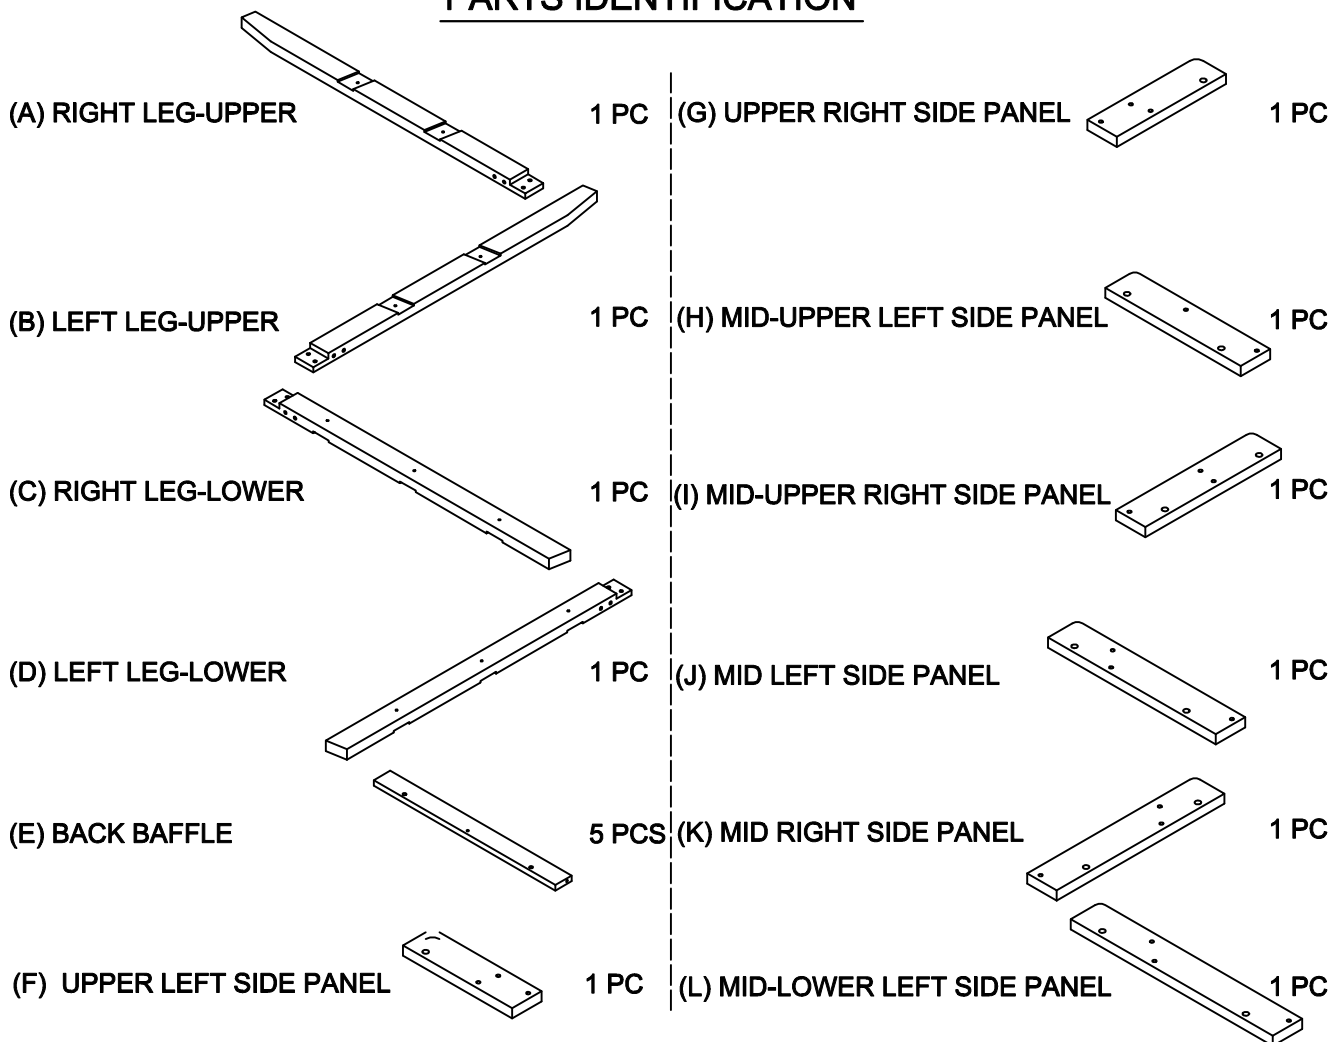 PARTS IDENTIFICATION
(A) RIGHT LEG-UPPER 1 PC
(B) LEFT LEG-UPPER 1 PC
(C) RIGHT LEG-LOWER 1 PC
(D) LEFT LEG-LOWER 1 PC
(E) BACK BAFFLE 5 PCS
(F) UPPER LEFT SIDE PANEL 1 PC
(G) UPPER RIGHT SIDE PANEL 1 PC
(H) MID-UPPER LEFT SIDE PANEL 1 PC
(I) MID-UPPER RIGHT SIDE PANEL 1 PC
(J) MID LEFT SIDE PANEL 1 PC
(K) MID RIGHT SIDE PANEL 1 PC
(L) MID-LOWER LEFT SIDE PANEL 1 PC